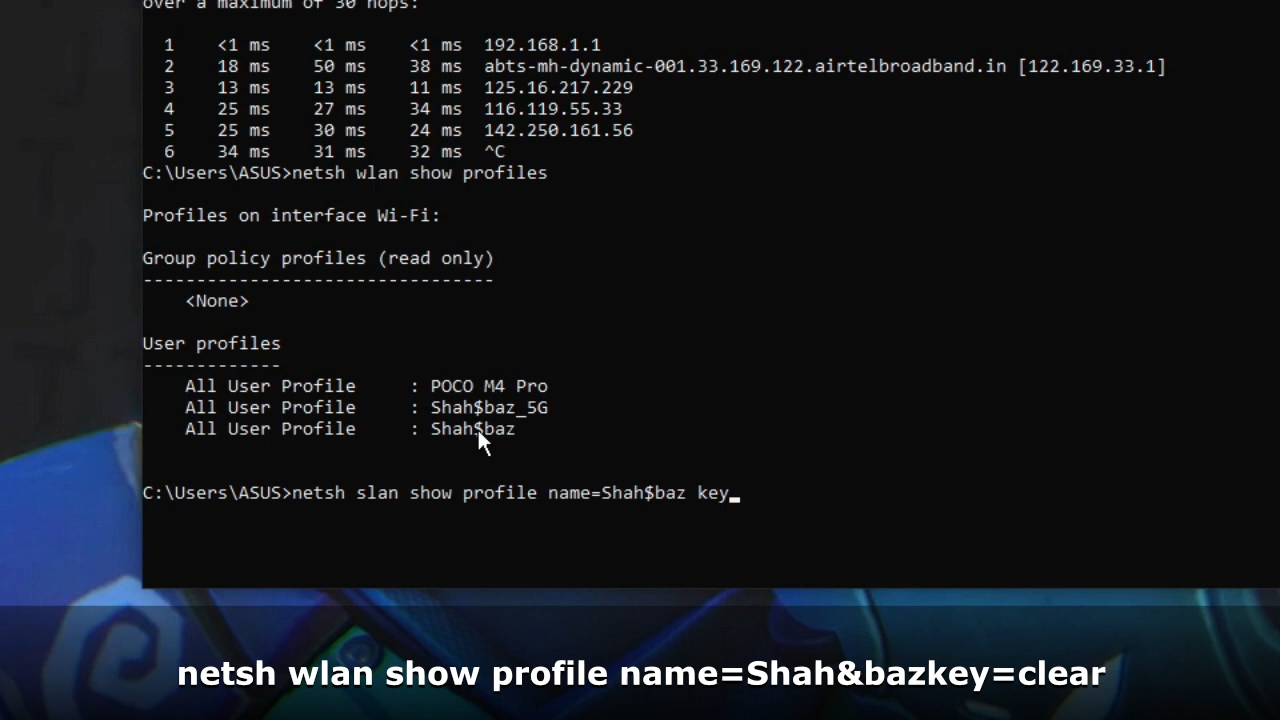 over a maximum of 30 hops:
1 <1 ms <1 ms <1 ms 192.168.1.1
2 18 ms 50 ms 38 ms abts-mh-dynamic-001.33.169.122.airtelbroadband.in [122.169.33.1]
3 13 ms 13 ms 11 ms 125.16.217.229
4 25 ms 27 ms 34 ms 116.119.55.33
5 25 ms 30 ms 24 ms 142.250.161.56
6 34 ms 31 ms 32 ms ^C
C:\Users\ASUS>netsh wlan show profiles
Profiles on interface Wi-Fi:
Group policy profiles (read only)
---------------------------------
<None>
User profiles
-------------
All User Profile : POCO M4 Pro
All User Profile : Shah$baz_5G
All User Profile : Shah$baz
C:\Users\ASUS>netsh slan show profile name=Shah$baz key
netsh wlan show profile name=Shah&bazkey=clear